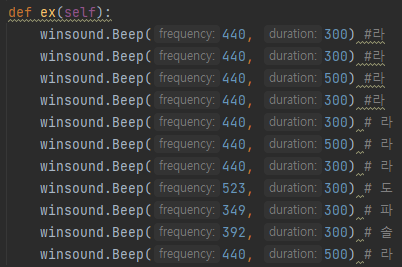 def ex(self):
winsound.Beep(frequency: 440, duration: 300) #라
winsound.Beep(frequency: 440, duration: 300) #라
winsound.Beep(frequency: 440, duration: 500) #라
winsound.Beep(frequency: 440, duration: 300) #라
winsound.Beep(frequency: 440, duration: 300) # 라
winsound.Beep(frequency: 440, duration: 500) # 라
winsound.Beep(frequency: 440, duration: 300) # 라
winsound.Beep(frequency: 523, duration: 300) # 도
winsound.Beep(frequency: 349, duration: 300) # 파
winsound.Beep(frequency: 392, duration: 300) # 솔
winsound.Beep(frequency: 440, duration: 500) # 라